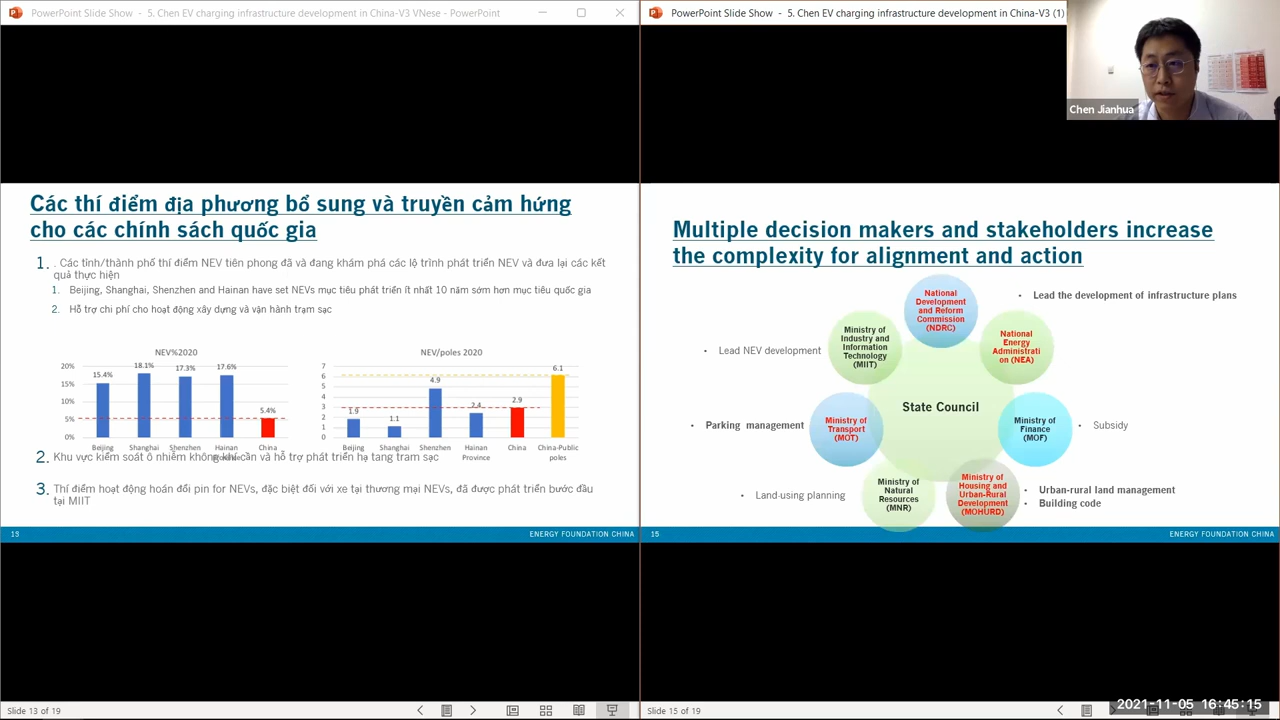 PowerPoint Slide Show - 5. Chen EV charging infrastructure development in China-V3 VNese - PowerPoint
PowerPoint Slide Show - 5. Chen EV charging infrastructure development in China-V3 (1)
Chen Jianhua
Các thí điểm địa phương bổ sung và truyền cảm hứng
cho các chính sách quốc gia
1. . Các tỉnh/thành phố thí điểm NEV tiên phong đã và đang khám phá các lộ trình phát triển NEV và đưa lại các kết
quả thực hiện
1. Beijing, Shanghai, Shenzhen and Hainan have set NEVs mục tiêu phát triển ít nhất 10 năm sớm hơn mục tiêu quốc gia
2. Hỗ trợ chi phí cho hoạt động xây dựng và vận hành trạm sạc
NEV%2020
20%
15%
10%
5%
0%
15.4%
18.1%
17.3%
17.6%
5.4%
Beijing Shanghai Shenzhen Hainan China
Province
NEV/poles 2020
7
6
5
4
3
2
1
0
1.9
1.1
4.9
2.4
2.9
6.1
Beijing Shanghai Shenzhen Hainan China China-Public
Province poles
2. Khu vực kiểm soát ô nhiễm không khí cần và hỗ trợ phát triển hạ tang trạm sạc
3. Thí điểm hoạt động hoán đổi pin for NEVs, nhất là đối với xe tại thương mại NEVs, đã được phát triển bước đầu
tại MIIT
13
ENERGY FOUNDATION CHINA
Slide 13 of 19
Multiple decision makers and stakeholders increase
the complexity for alignment and action
National
Development
and Reform
Commission
(NDRC)
• Lead the development of infrastructure plans
Ministry of
Industry and
Information
Technology
(MIIT)
• Lead NEV development
National
Energy
Administrati
on (NEA)
State Council
• Parking management
Ministry of
Transport
(MOT)
Ministry of
Finance
(MOF)
• Subsidy
• Land-using planning
Ministry of
Natural
Resources
(MNR)
Ministry of
Housing and
Urban-Rural
Development
(MOHURD)
• Urban-rural land management
• Building code
15
ENERGY FOUNDATION CHINA
Slide 15 of 19
2021-11-05 16:45:15